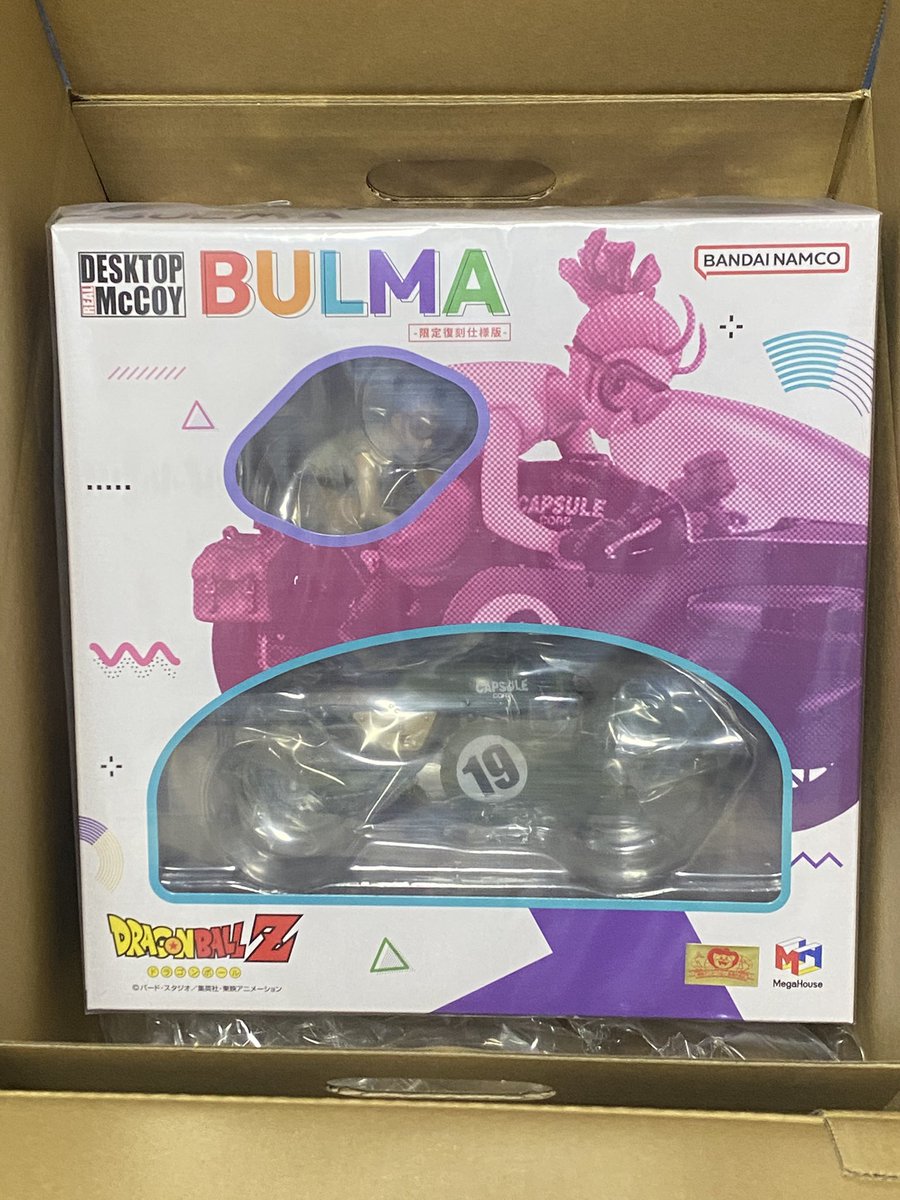 BULMA
DESKTOP
REAL
McCOY
BULMA
-限定復刻仕様版-
BANDAI NAMCO
CAPSULE
CORP.
CAPSULE
CORP.
19
DRAGONBALL Z
ドラゴンボール
©バード・スタジオ/集英社・東映アニメーション
MegaHouse